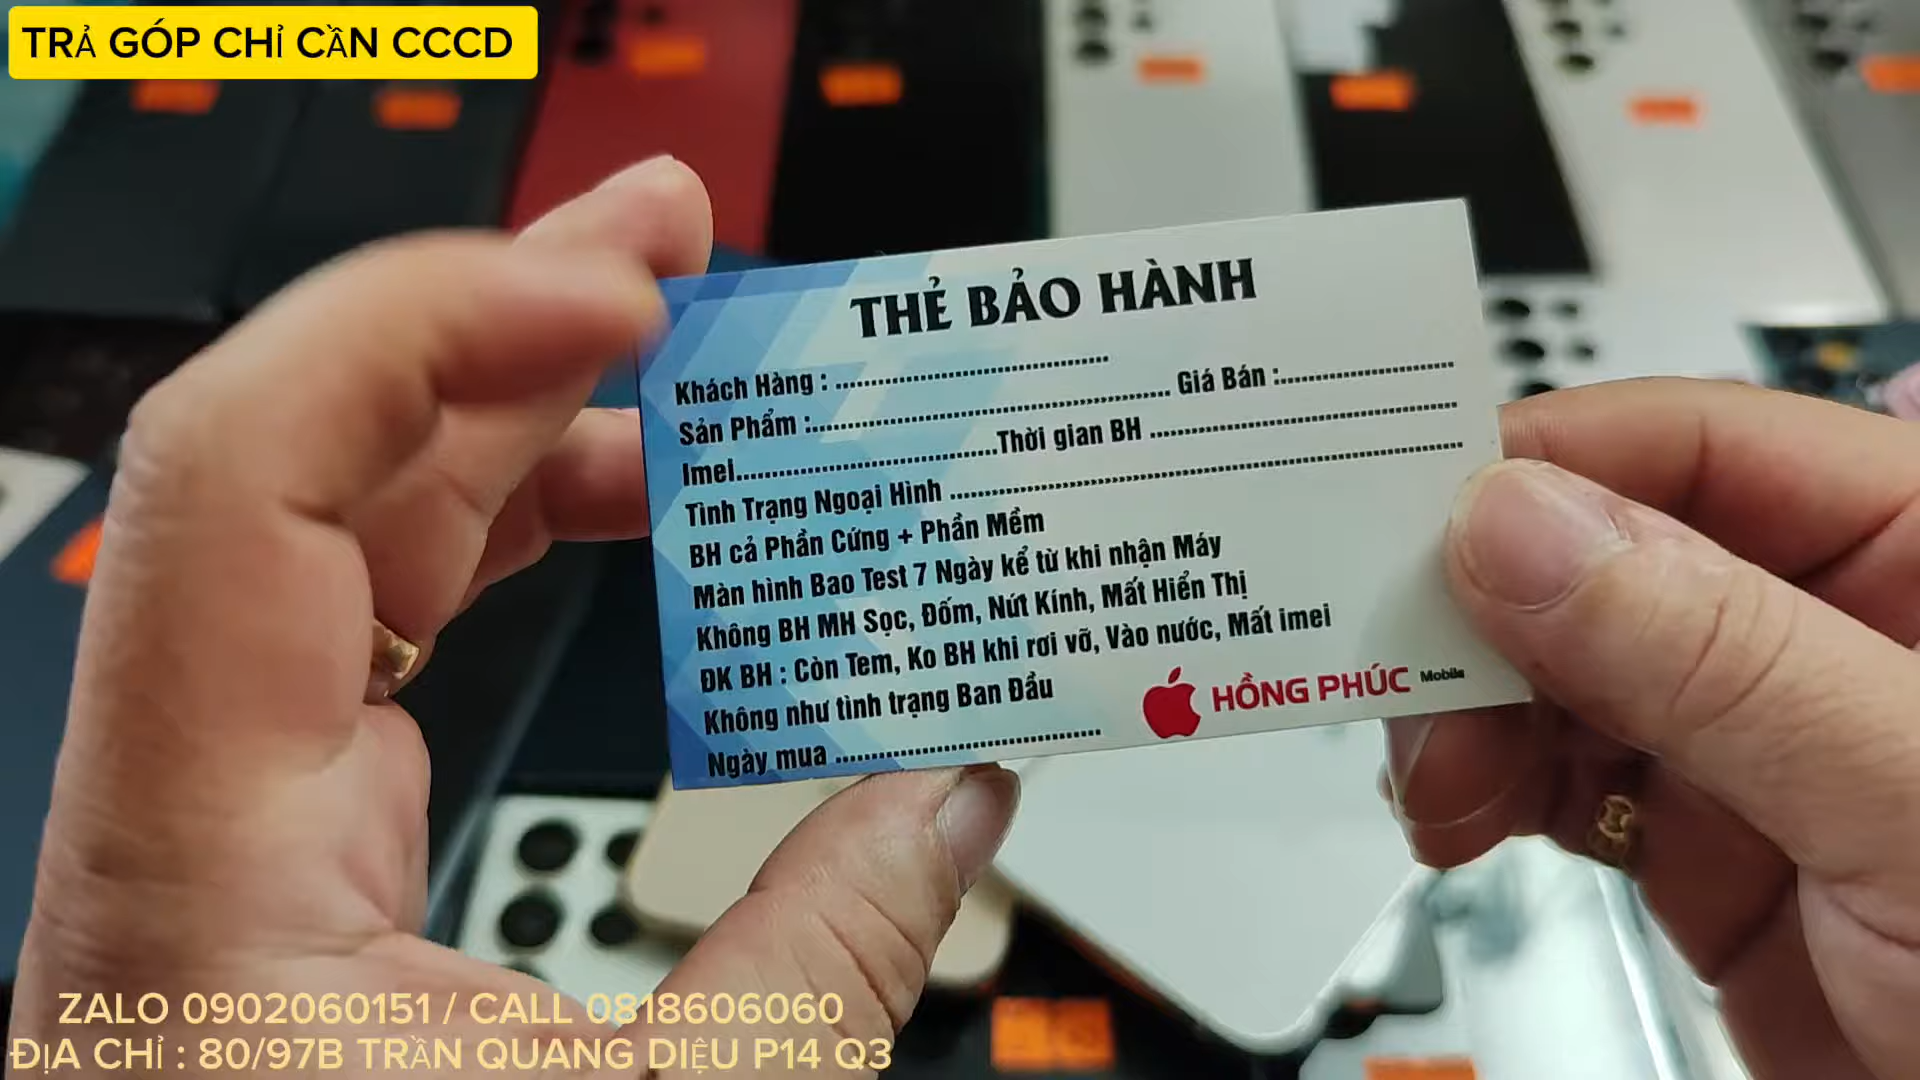 TRẢ GÓP CHỈ CẦN CCCD
THẺ BẢO HÀNH
Khách Hàng : ........................................
Sản Phẩm :.................................................. Giá Bán :.........................
Imei.....................................Thời gian BH ...........................................
Tình Trạng Ngoại Hình .........................................................................
BH cả Phần Cứng + Phần Mềm
Màn hình Bao Test 7 Ngày kể từ khi nhận Máy
Không BH MH Sọc, Đốm, Nứt Kính, Mất Hiển Thị
ĐK BH : Còn Tem, Ko BH khi rơi vỡ, Vào nước, Mất imei
Không như tình trạng Ban Đầu
HỒNG PHÚC Mobile
Ngày mua ......................................
ZALO 0902060151 / CALL 0818606060
ĐỊA CHỈ : 80/97B TRẦN QUANG DIỆU P14 Q3